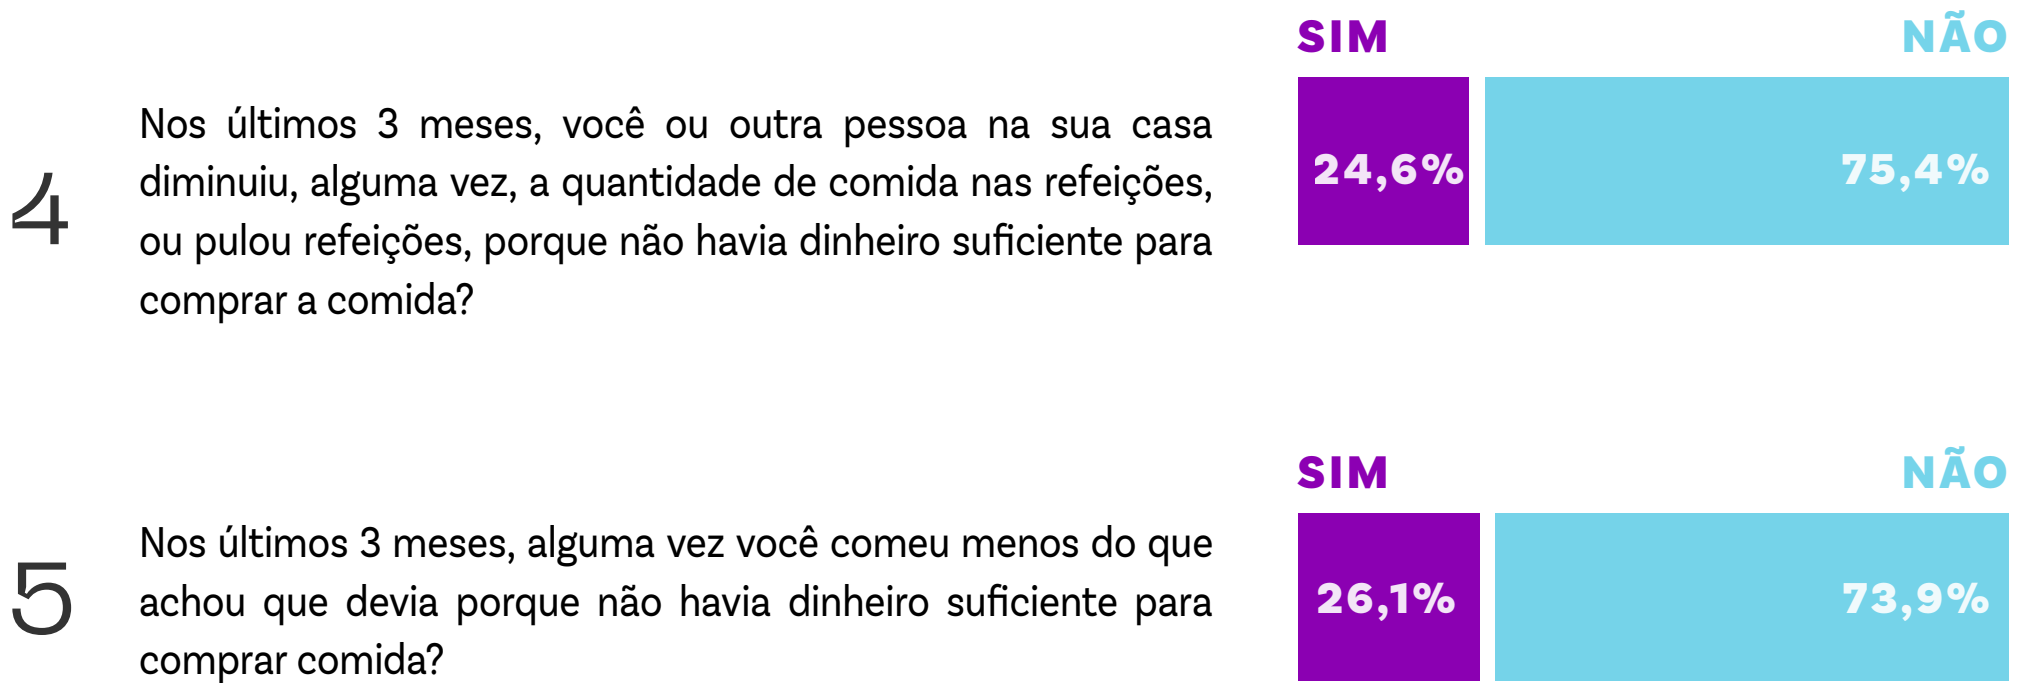 4
Nos últimos 3 meses, você ou outra pessoa na sua casa
diminuiu, alguma vez, a quantidade de comida nas refeições,
ou pulou refeições, porque não havia dinheiro suficiente para
comprar a comida?
SIM NÃO
24,6% 75,4%
5
Nos últimos 3 meses, alguma vez você comeu menos do que
achou que devia porque não havia dinheiro suficiente para
comprar comida?
SIM NÃO
26,1% 73,9%